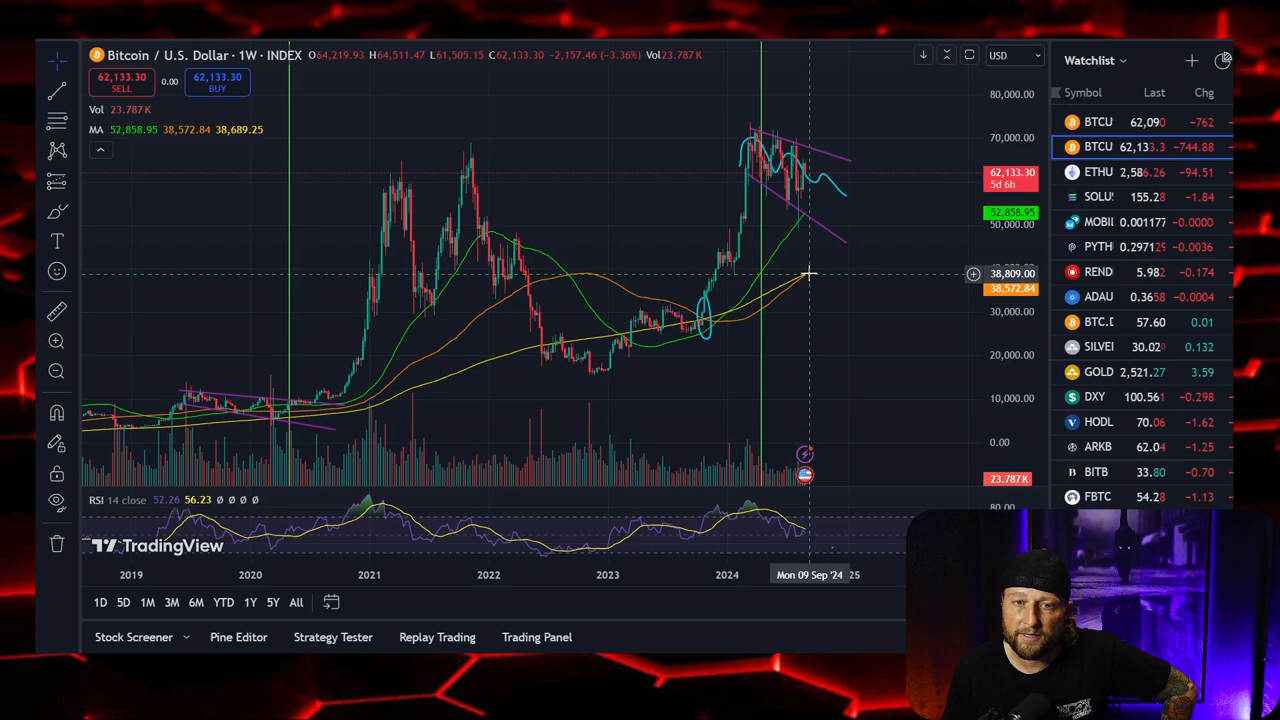 Bitcoin / U.S. Dollar · 1W · INDEX O64,219.93 H64,511.47 L61,505.15 C62,133.30 −2,157.46 (−3.36%) Vol23.787 K
62,133.30
SELL
0.00
62,133.30
BUY
Vol 23.787 K
MA 52,858.95 38,572.84 38,689.25
USD
80,000.00
70,000.00
62,133.30
5d 6h
52,858.95
50,000.00
38,809.00
38,572.84
30,000.00
20,000.00
10,000.00
0.00
23.787 K
RSI 14 close 52.26 56.23 Ø Ø Ø Ø
80.00
TradingView
2019 2020 2021 2022 2023 2024 Mon 09 Sep '24 25
1D 5D 1M 3M 6M YTD 1Y 5Y All
Stock Screener Pine Editor Strategy Tester Replay Trading Trading Panel
Watchlist
Symbol Last Chg
BTCU 62,090 −762
BTCU 62,133.3 −744.88
ETHU 2,586.26 −94.51
SOLU 155.28 −1.84
MOBI 0.001177 −0.0000
PYTH 0.297125 −0.0036
REND 5.982 −0.174
ADAU 0.3658 −0.0004
BTC.D 57.60 0.01
SILVE 30.020 0.132
GOLD 2,521.27 3.59
DXY 100.561 −0.298
HODL 70.06 −1.62
ARKB 62.04 −1.25
BITB 33.80 −0.70
FBTC 54.28 −1.13